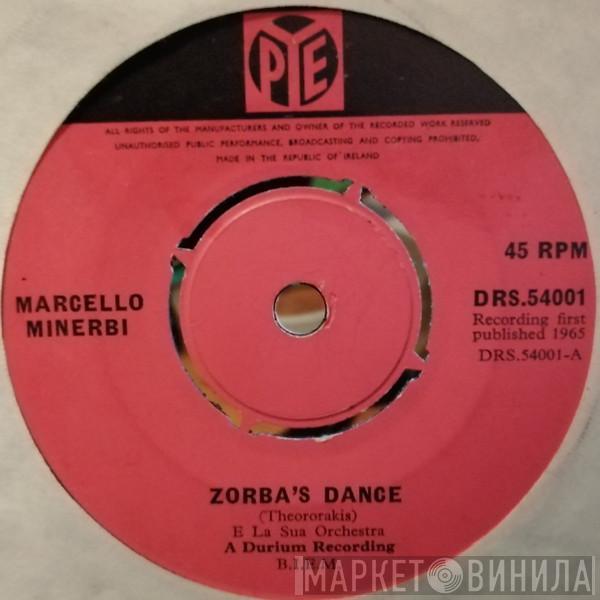 PYE
ALL RIGHTS OF THE MANUFACTURERS AND OWNER OF THE RECORDED WORK RESERVED
UNAUTHORISED PUBLIC PERFORMANCE, BROADCASTING AND COPYING PROHIBITED,
MADE IN THE REPUBLIC OF IRELAND
45 RPM
MARCELLO
MINERBI
DRS.54001
Recording first
published 1965
DRS.54001-A
ZORBA'S DANCE
(Theororakis)
E La Sua Orchestra
A Durium Recording
B.I.E.M.
МАРКЕТ ВИНИЛА